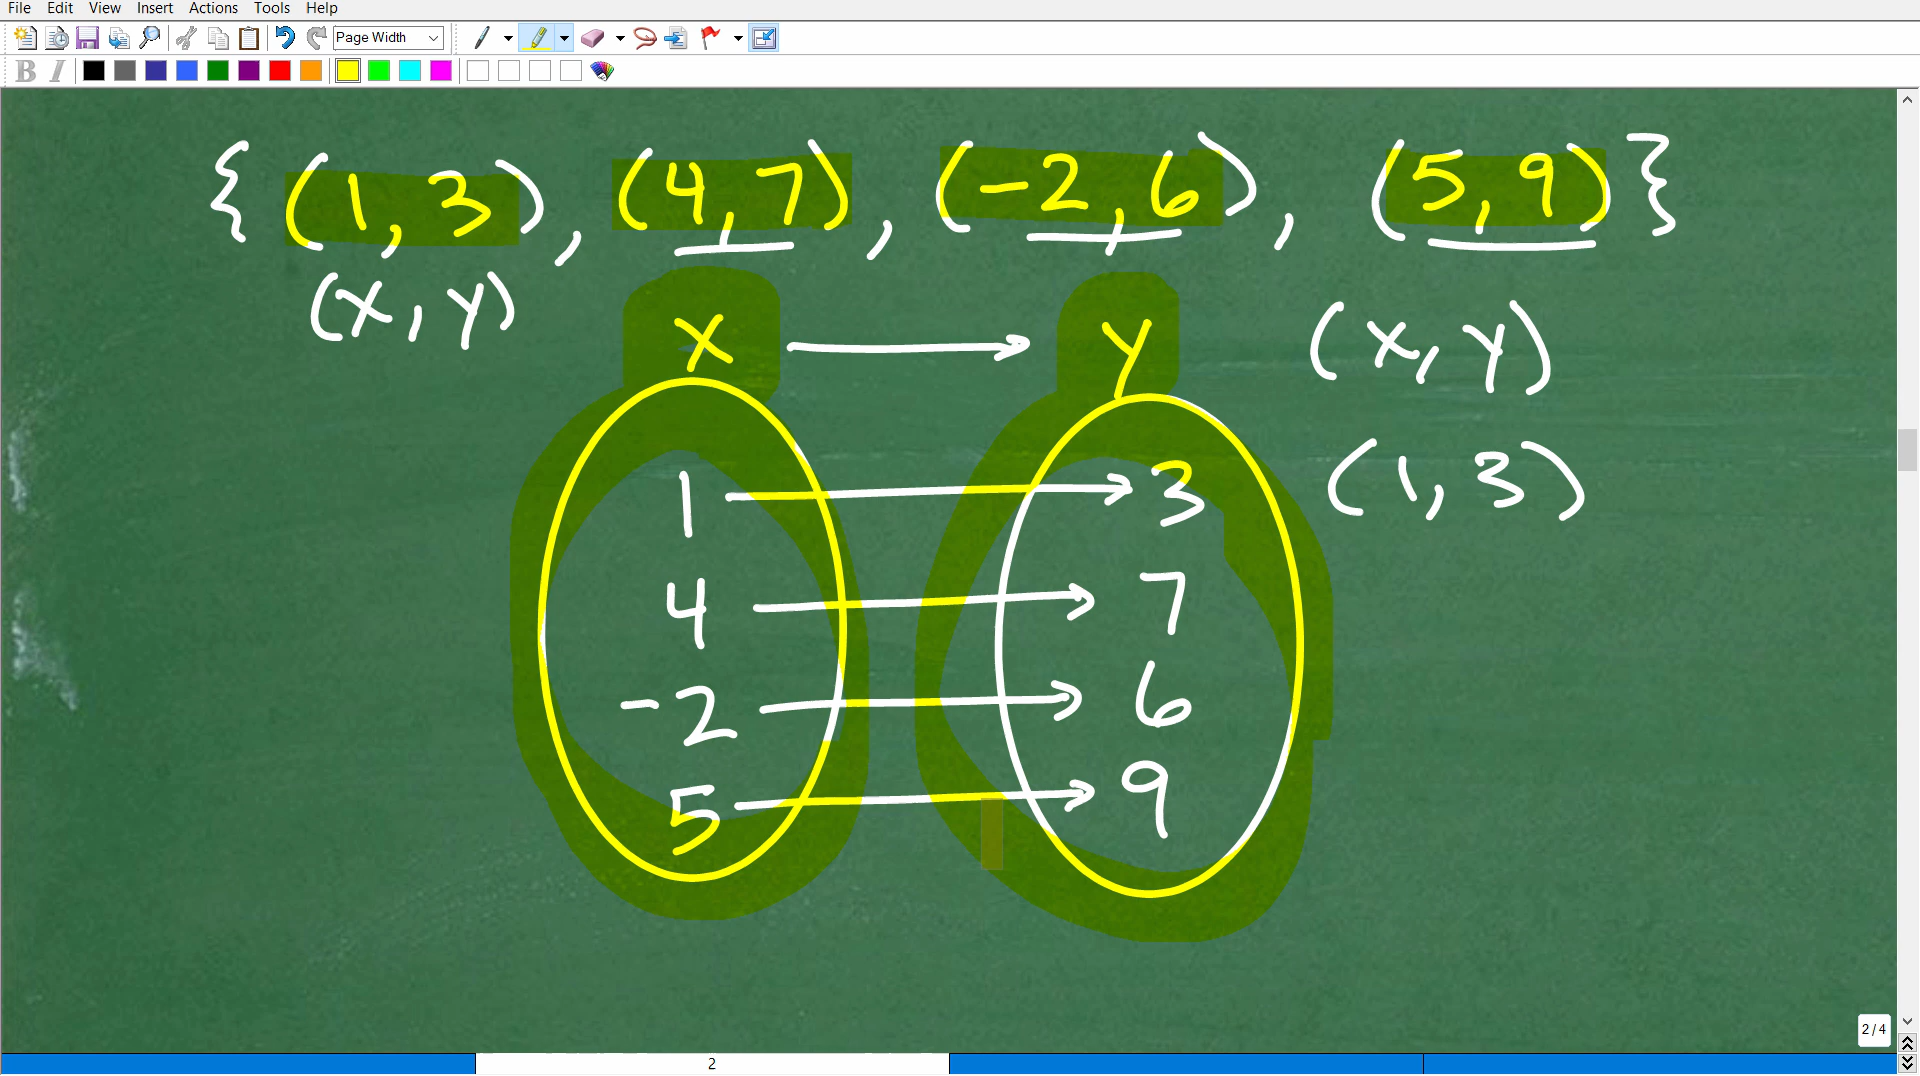 File Edit View Insert Actions Tools Help
Page Width
B I
{ (1, 3), (4, 7), (-2, 6), (5, 9) }
(x, y)
x → y (x, y)
1 → 3 (1, 3)
4 → 7
-2 → 6
5 → 9
2 / 4
2